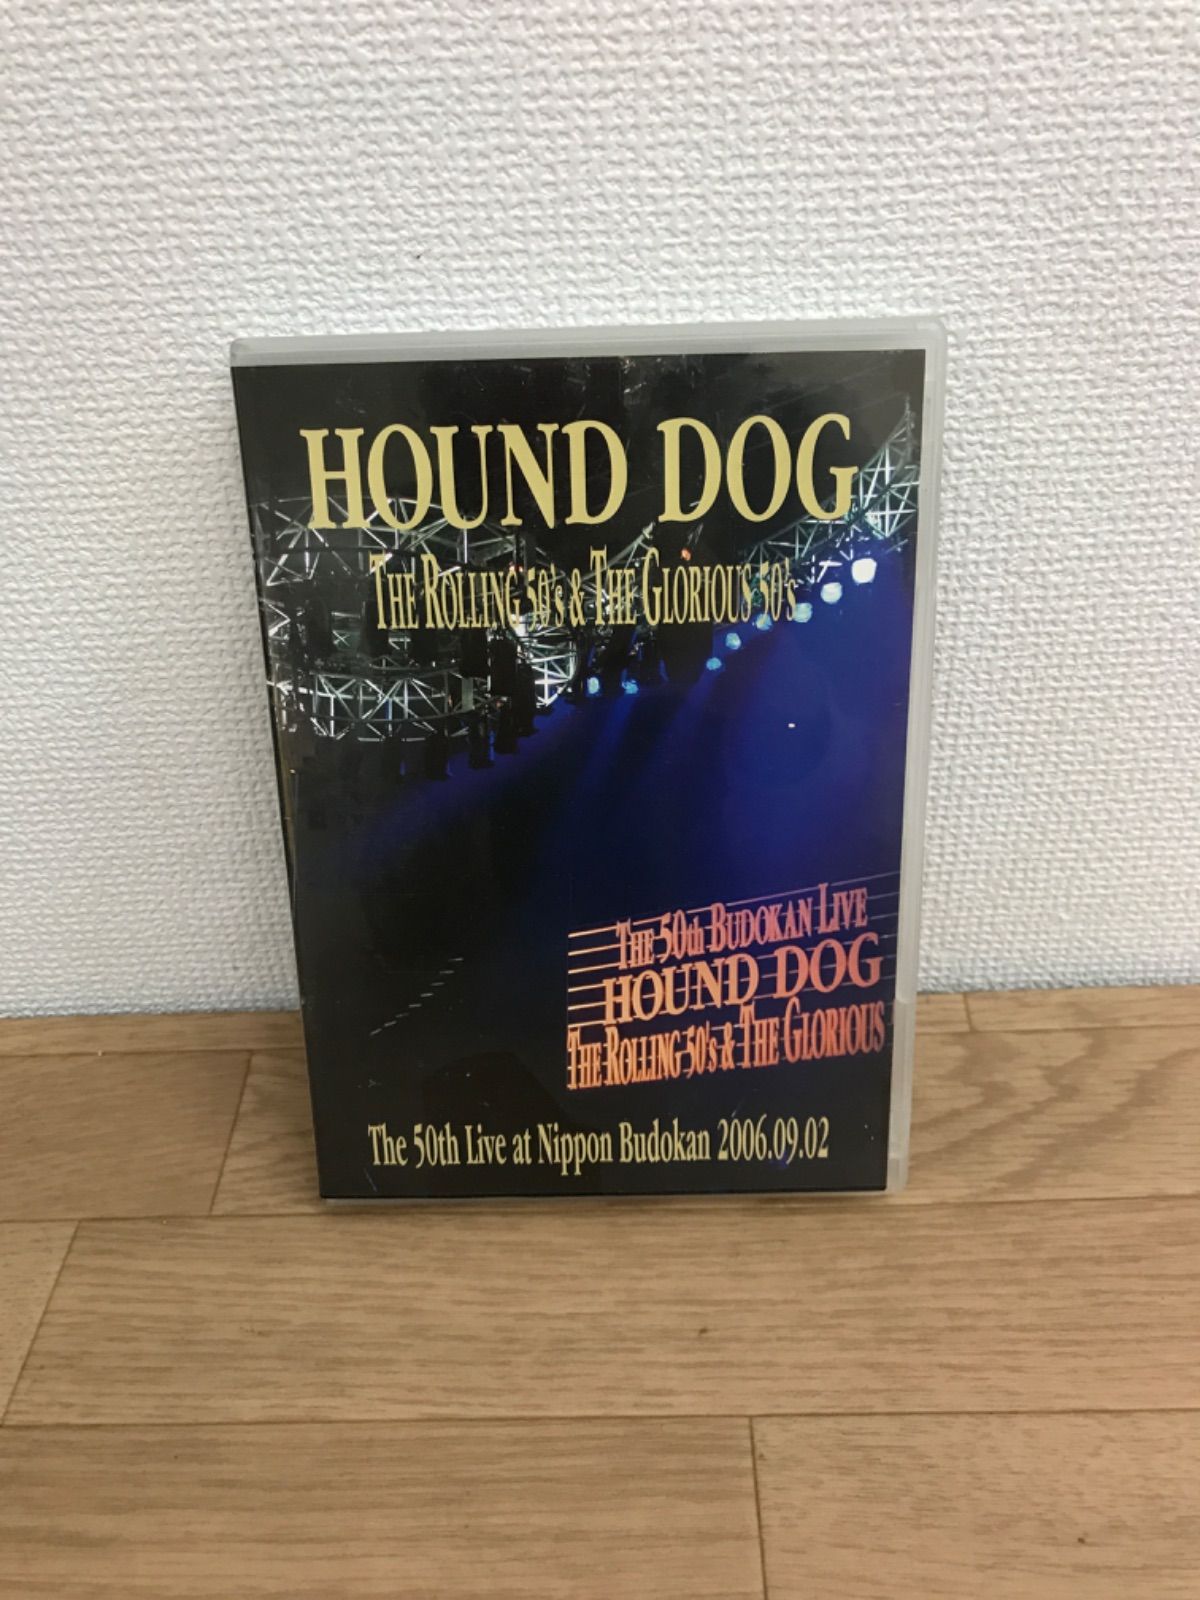 HOUND DOG
THE ROLLING 50's & THE GLORIOUS 50's
THE 50th BUDOKAN LIVE
HOUND DOG
THE ROLLING 50's & THE GLORIOUS
The 50th Live at Nippon Budokan 2006.09.02